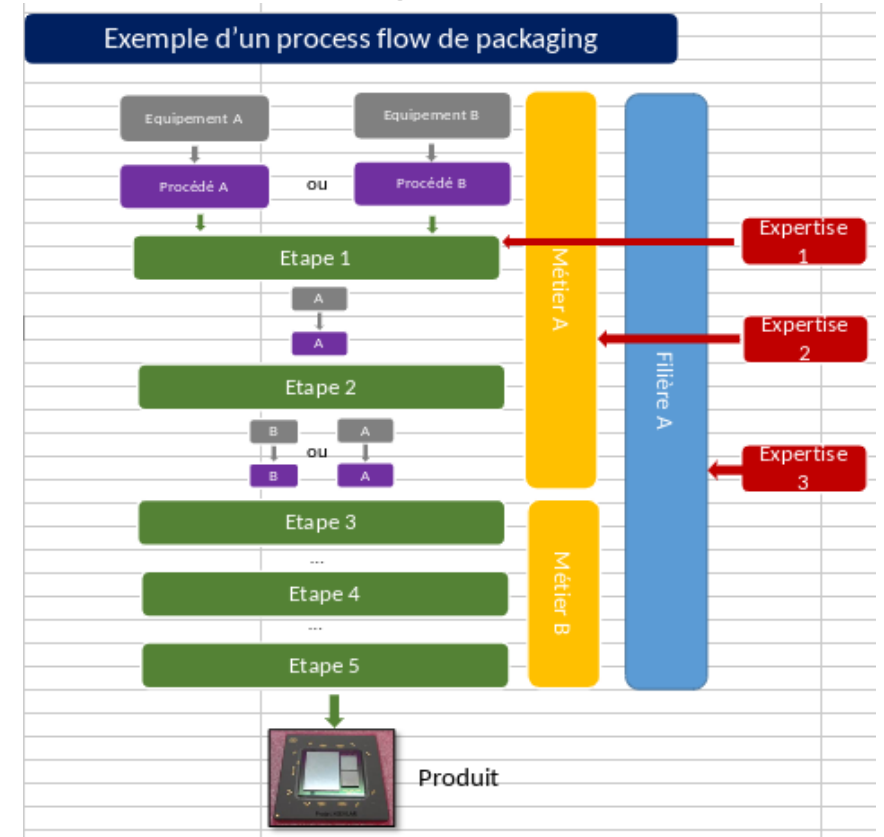 Exemple d’un process flow de packaging
Equipement A
Equipement B
Procédé A
ou
Procédé B
Etape 1
Métier A
Filière A
Expertise
1
A
A
Expertise
2
Etape 2
B
A
ou
B
A
Expertise
3
Etape 3
...
Etape 4
Métier B
...
Etape 5
Produit